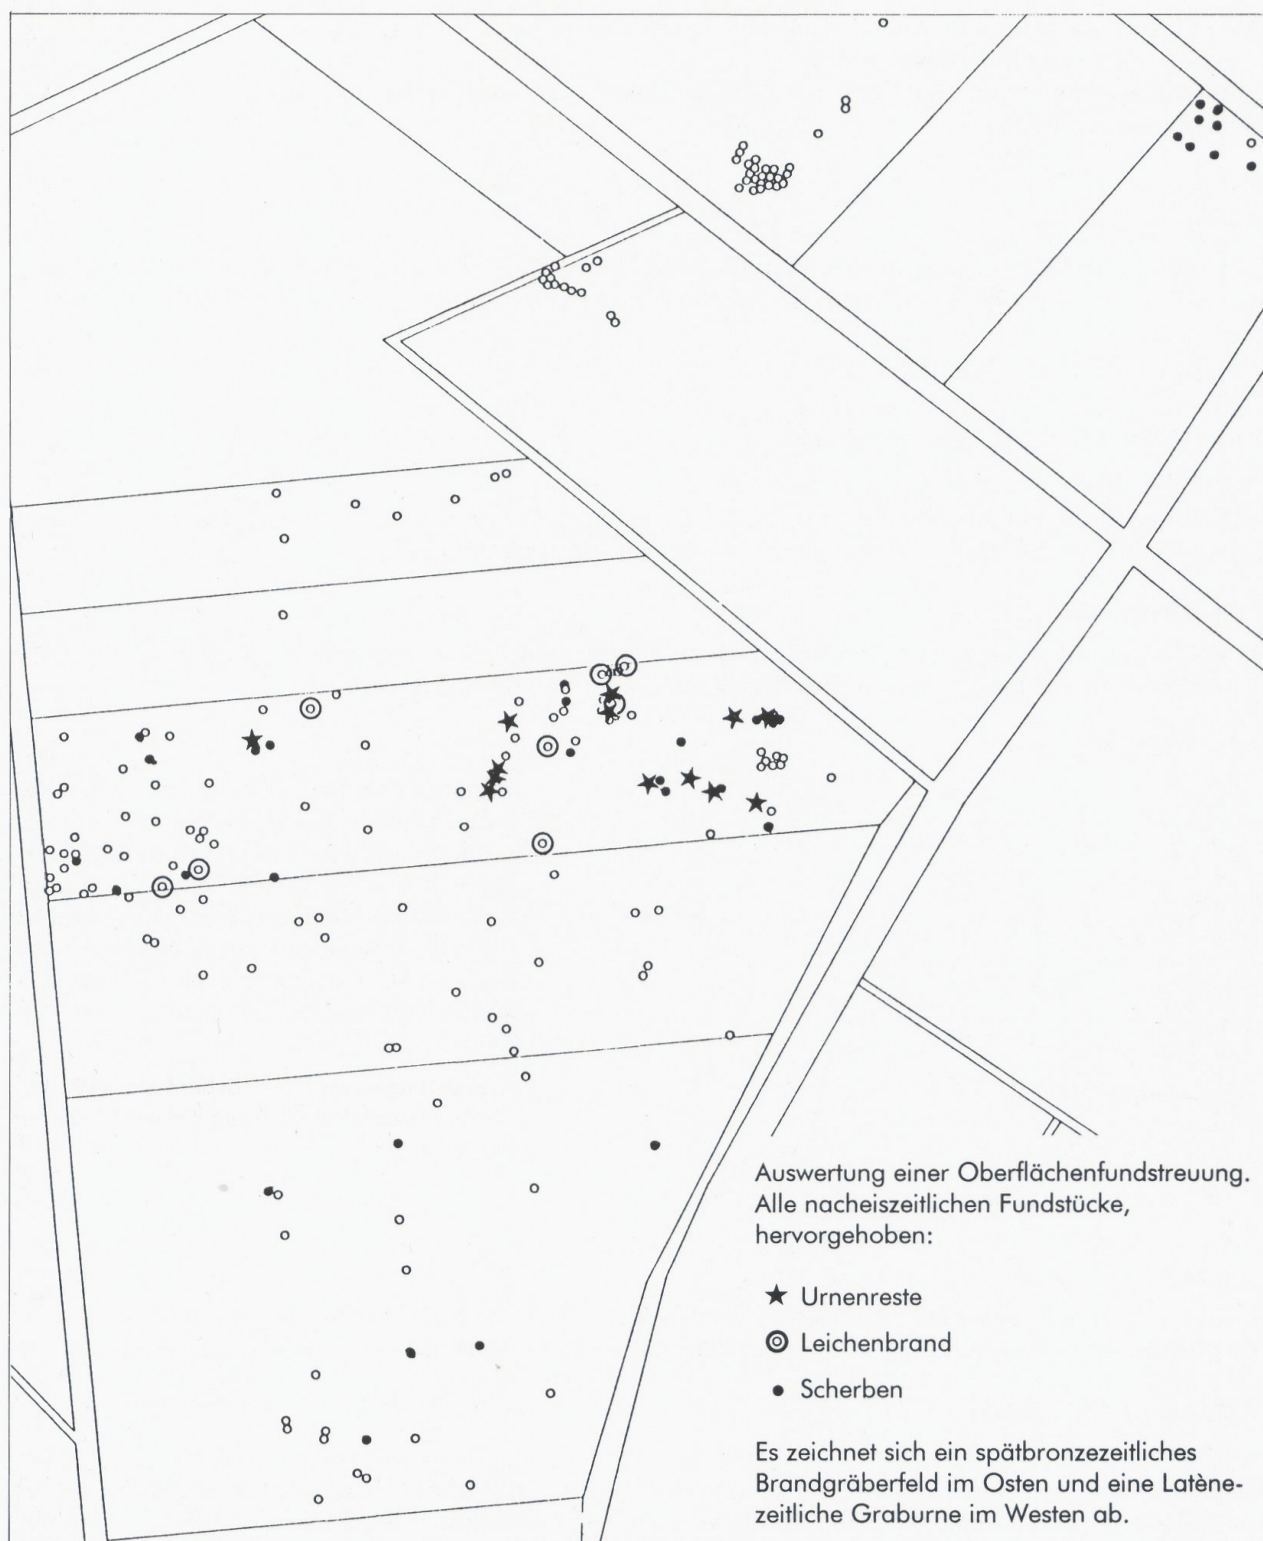 Auswertung einer Oberflächenfundstreuung.
Alle nacheiszeitlichen Fundstücke,
hervorgehoben:
Urnenreste
Leichenbrand
Scherben
Es zeichnet sich ein spätbronzezeitliches
Brandgräberfeld im Osten und eine Latène-
zeitliche Graburne im Westen ab.